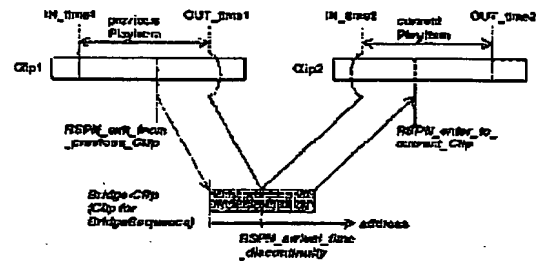 IN_time1
previous
PlayItem
OUT_time1
IN_time2
current
PlayItem
OUT_time2
Clip1
Clip2
RSPN_exit_from
_previous_Clip
RSPN_enter_to_
current_Clip
Bridge-Clip
(Clip for
BridgeSequence)
address
RSPN_arrival_time
_discontinuity